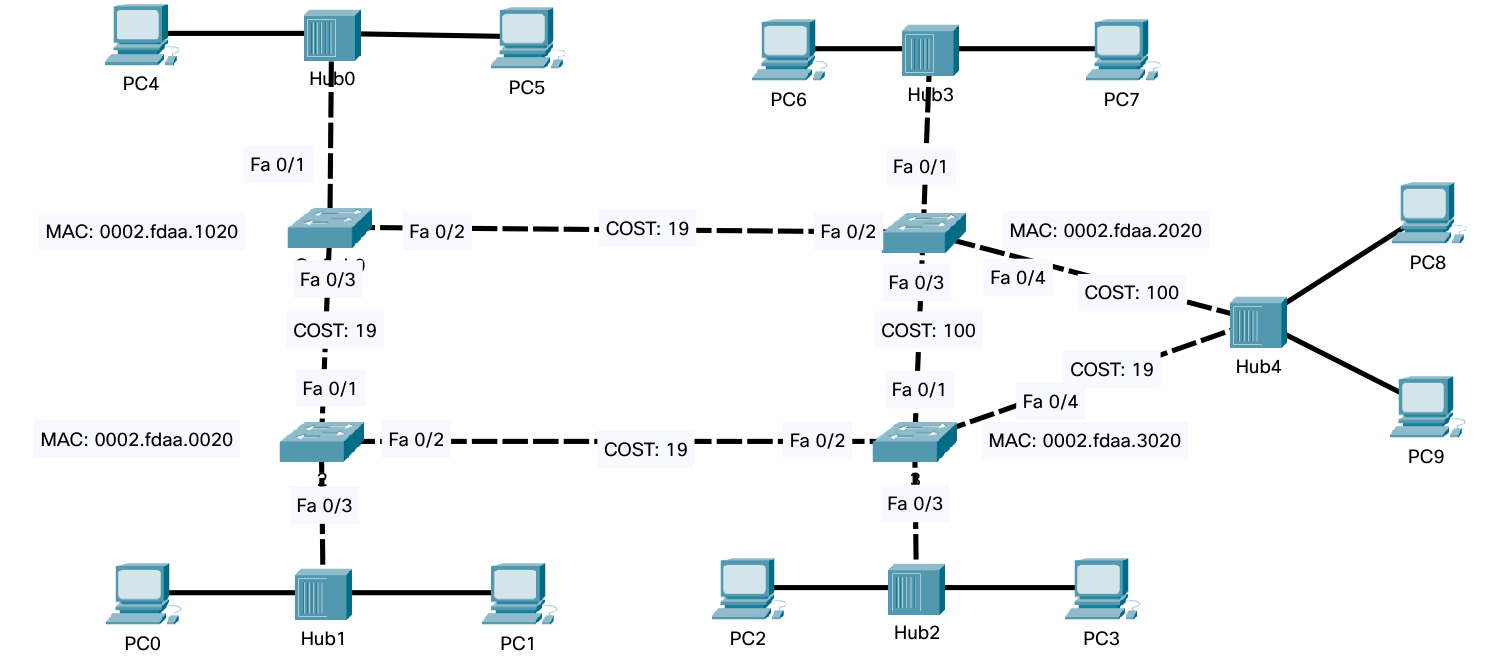 PC4
Hub0
PC5
PC6
Hub3
PC7
Fa 0/1
Fa 0/1
MAC: 0002.fdaa.1020
Fa 0/2
COST: 19
Fa 0/2
MAC: 0002.fdaa.2020
PC8
Fa 0/3
Fa 0/3
Fa 0/4
COST: 100
COST: 19
COST: 100
Hub4
COST: 19
Fa 0/1
Fa 0/1
Fa 0/4
MAC: 0002.fdaa.0020
Fa 0/2
COST: 19
Fa 0/2
MAC: 0002.fdaa.3020
PC9
Fa 0/3
Fa 0/3
PC0
Hub1
PC1
PC2
Hub2
PC3